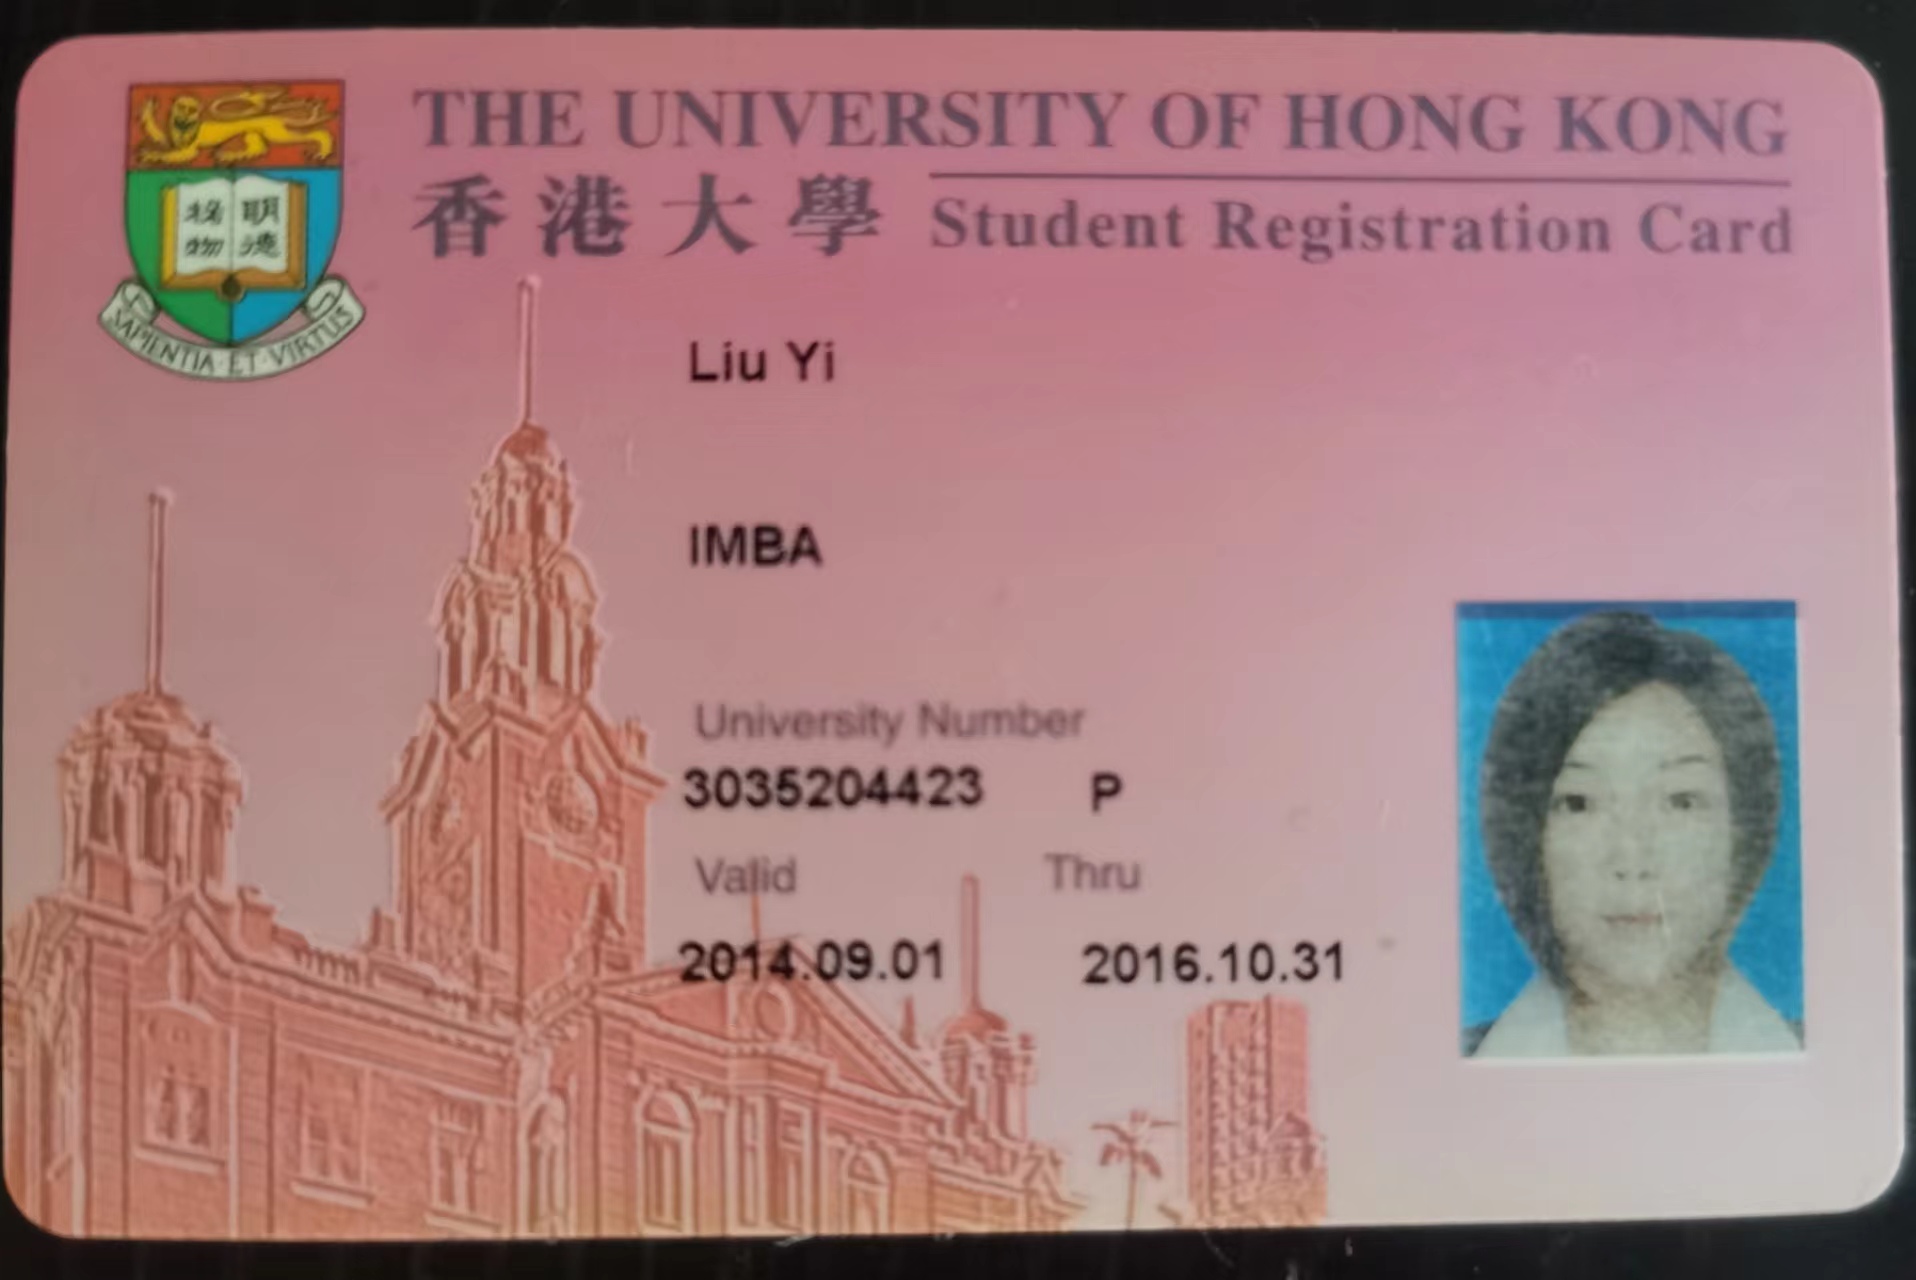 THE UNIVERSITY OF HONG KONG
香港大學 Student Registration Card
明德
格物
SAPIENTIA·ET·VIRTUS
Liu Yi
IMBA
University Number
3035204423 P
Valid Thru
2014.09.01 2016.10.31